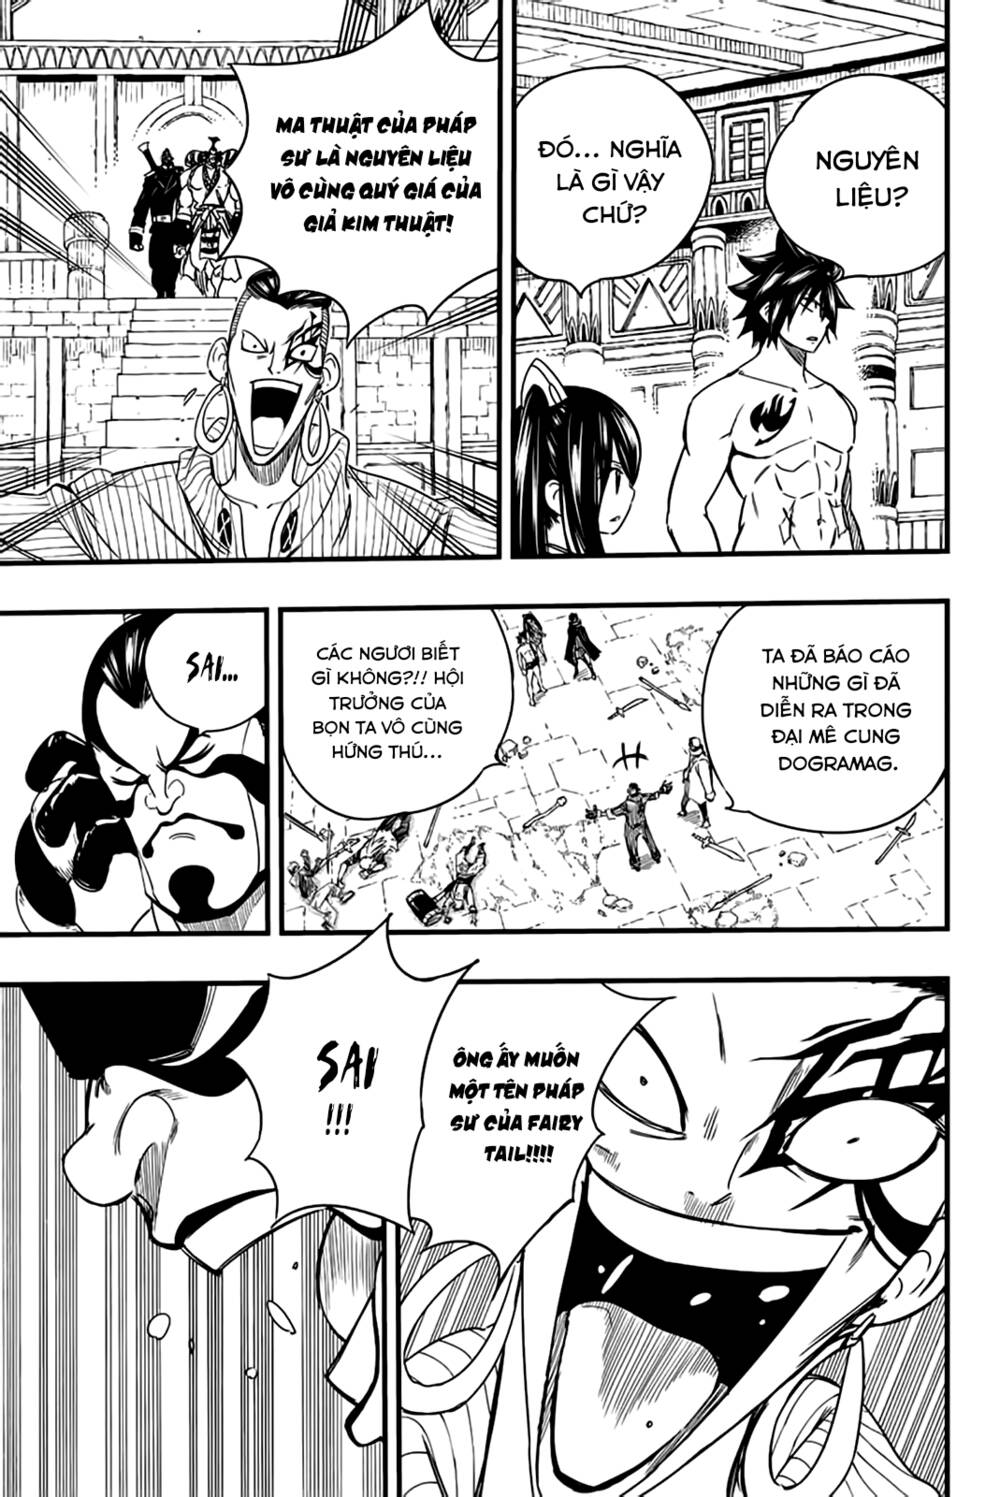 NGUYÊN
LIỆU?
ĐÓ... NGHĨA
LÀ GÌ VẬY
CHỨ?
MA THUẬT CỦA PHÁP
SƯ LÀ NGUYÊN LIỆU
VÔ CÙNG QUÝ GIÁ CỦA
GIẢ KIM THUẬT!
TA ĐÃ BÁO CÁO
NHỮNG GÌ ĐÃ
DIỄN RA TRONG
ĐẠI MÊ CUNG
DOGRAMAG.
CÁC NGƯƠI BIẾT
GÌ KHÔNG?!! HỘI
TRƯỞNG CỦA
BỌN TA VÔ CÙNG
HỨNG THÚ...
SAI...
ÔNG ẤY MUỐN
MỘT TÊN PHÁP
SƯ CỦA FAIRY
TAIL!!!!
SAI
!!!